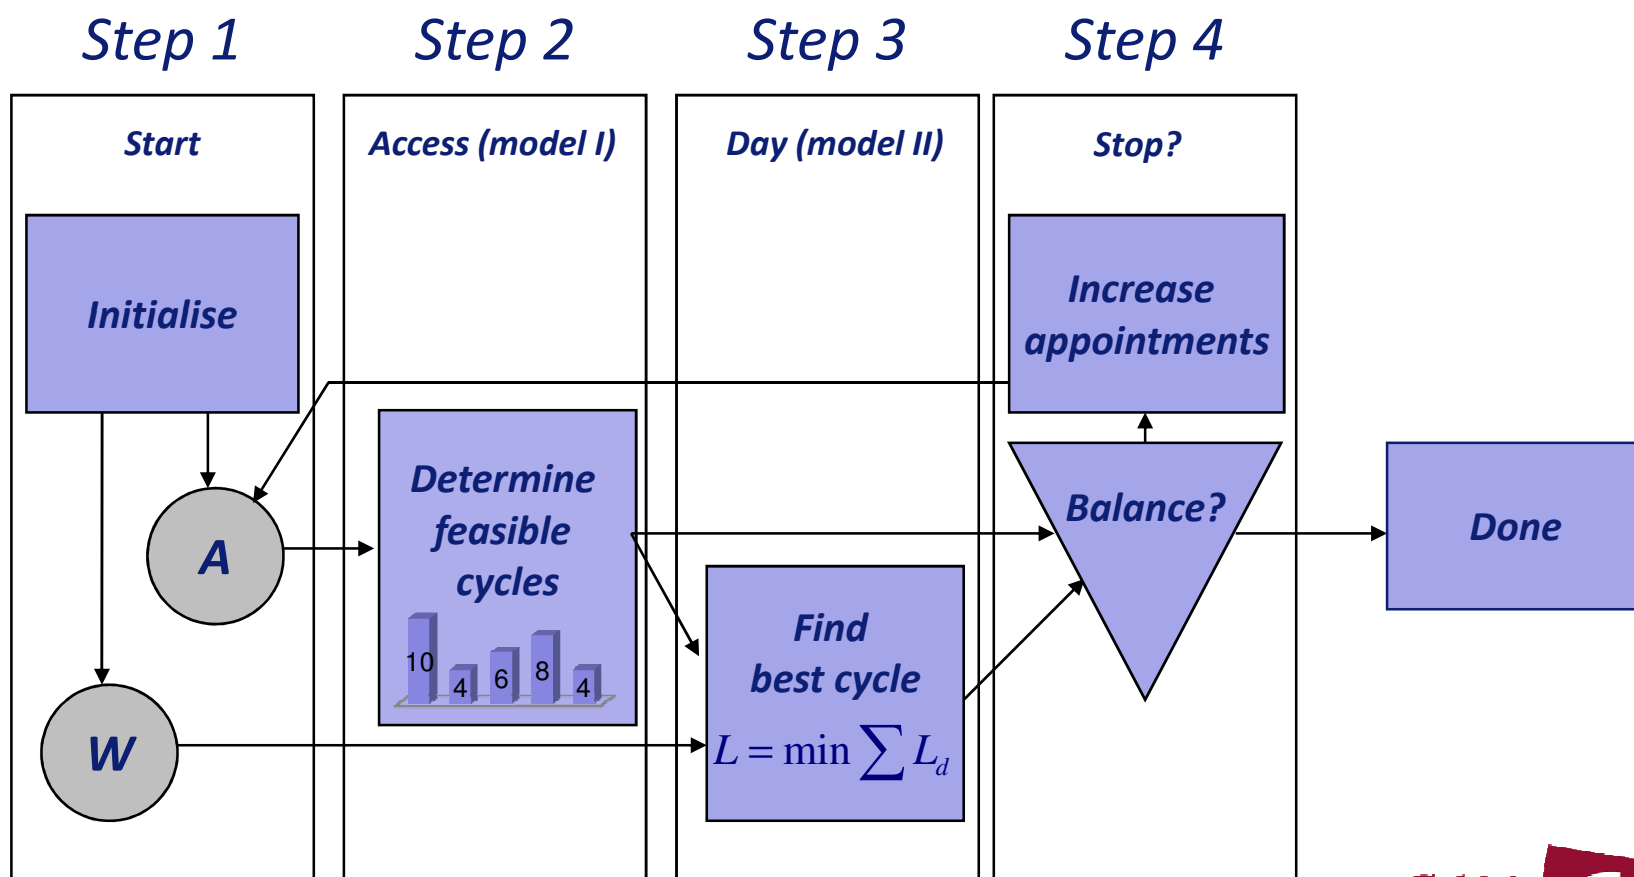 Step 1
Step 2
Step 3
Step 4
Start
Access (model I)
Day (model II)
Stop?
Initialise
Increase
appointments
A
W
Determine
feasible
cycles
10
4
6
8
4
Find
best cycle
L = min ∑ L_d
Balance?
Done